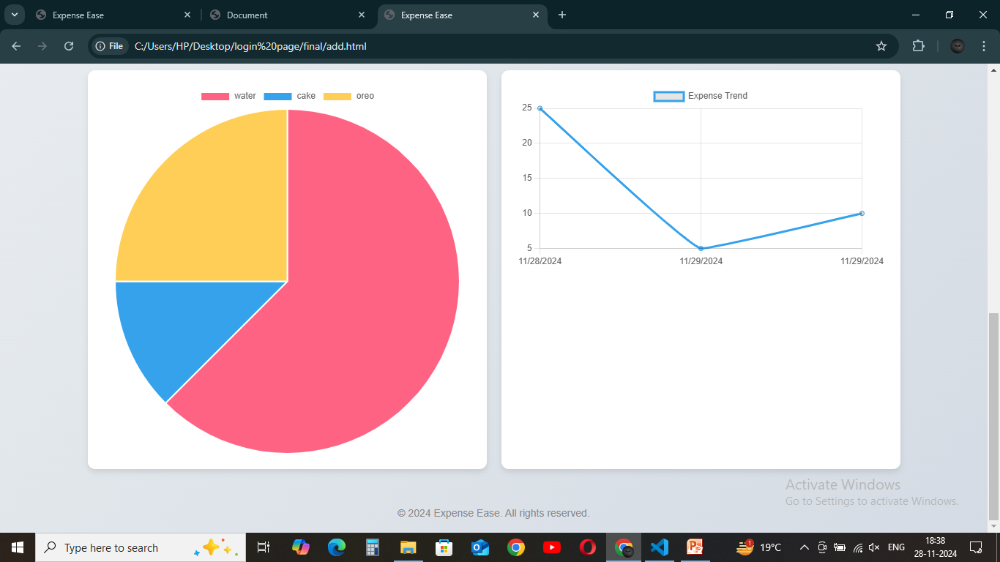 Expense Ease
Document
Expense Ease
File
C:/Users/HP/Desktop/login%20page/final/add.html
water
cake
oreo
Expense Trend
25
20
15
10
5
11/28/2024
11/29/2024
11/29/2024
Activate Windows
Go to Settings to activate Windows.
© 2024 Expense Ease. All rights reserved.
Type here to search
1
19°C
ENG
18:38
28-11-2024